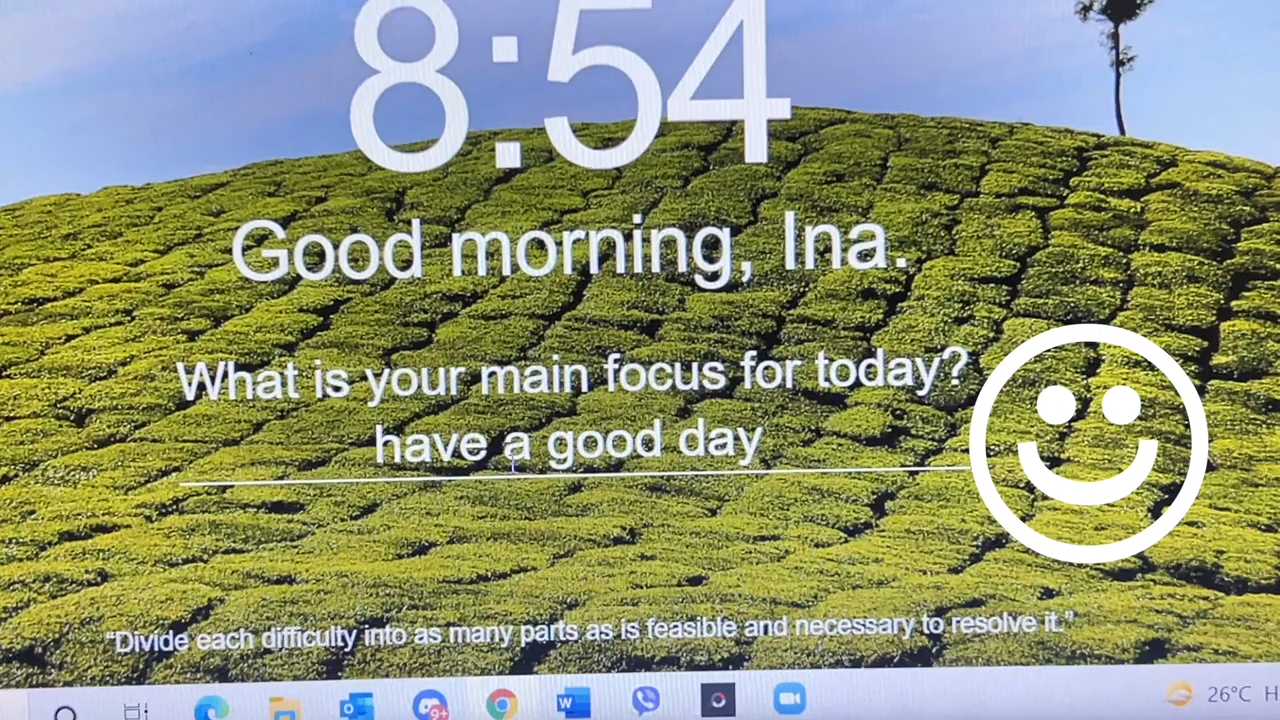 8:54
Good morning, Ina.
What is your main focus for today?
have a good day
“Divide each difficulty into as many parts as is feasible and necessary to resolve it.”
9+
W
26°C H